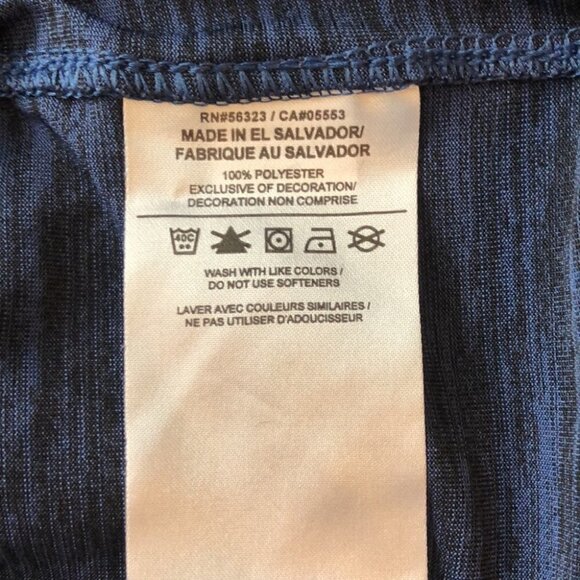 RN#56323 / CA#05553
MADE IN EL SALVADOR/
FABRIQUE AU SALVADOR
100% POLYESTER
EXCLUSIVE OF DECORATION/
DECORATION NON COMPRISE
40C
WASH WITH LIKE COLORS /
DO NOT USE SOFTENERS
LAVER AVEC COULEURS SIMILAIRES /
NE PAS UTILISER D'ADOUCISSEUR